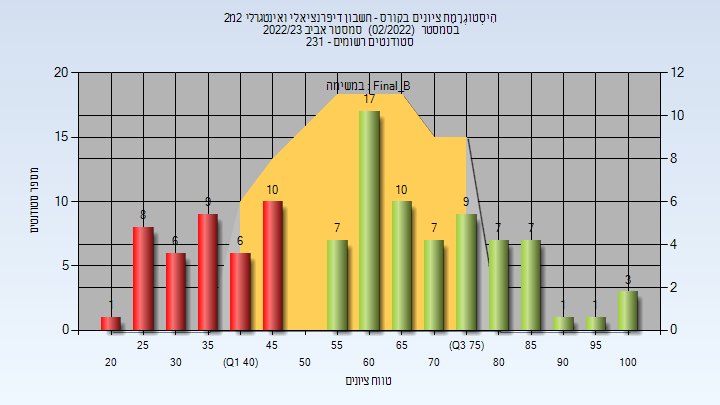 הִיסְטוֹגְרָמַת ציונים בקורס - חשבון דיפרנציאלי ואינטגרלי 2מ2
בסמסטר (02/2022) סמסטר אביב 2022/23
סטודנטים רשומים - 231
במשימה : Final_B
מספר סטודנטים
20 15 10 5 0
12 10 8 6 4 2 0
1 8 6 9 6 10 7 17 10 7 9 7 7 1 1 3
25 35 (Q1 40) 45 55 65 (Q3 75) 85 95
20 30 50 60 70 80 90 100
טווח ציונים